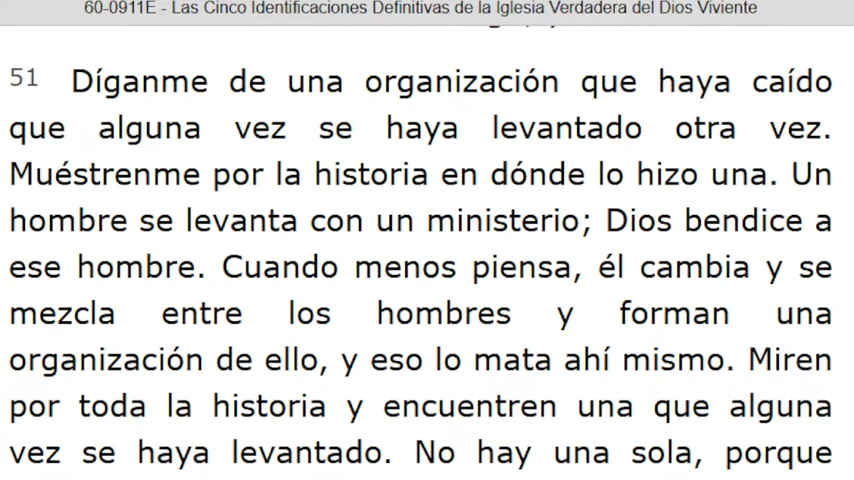 60-0911E - Las Cinco Identificaciones Definitivas de la Iglesia Verdadera del Dios Viviente
51 Díganme de una organización que haya caído
que alguna vez se haya levantado otra vez.
Muéstrenme por la historia en dónde lo hizo una. Un
hombre se levanta con un ministerio; Dios bendice a
ese hombre. Cuando menos piensa, él cambia y se
mezcla entre los hombres y forman una
organización de ello, y eso lo mata ahí mismo. Miren
por toda la historia y encuentren una que alguna
vez se haya levantado. No hay una sola, porque